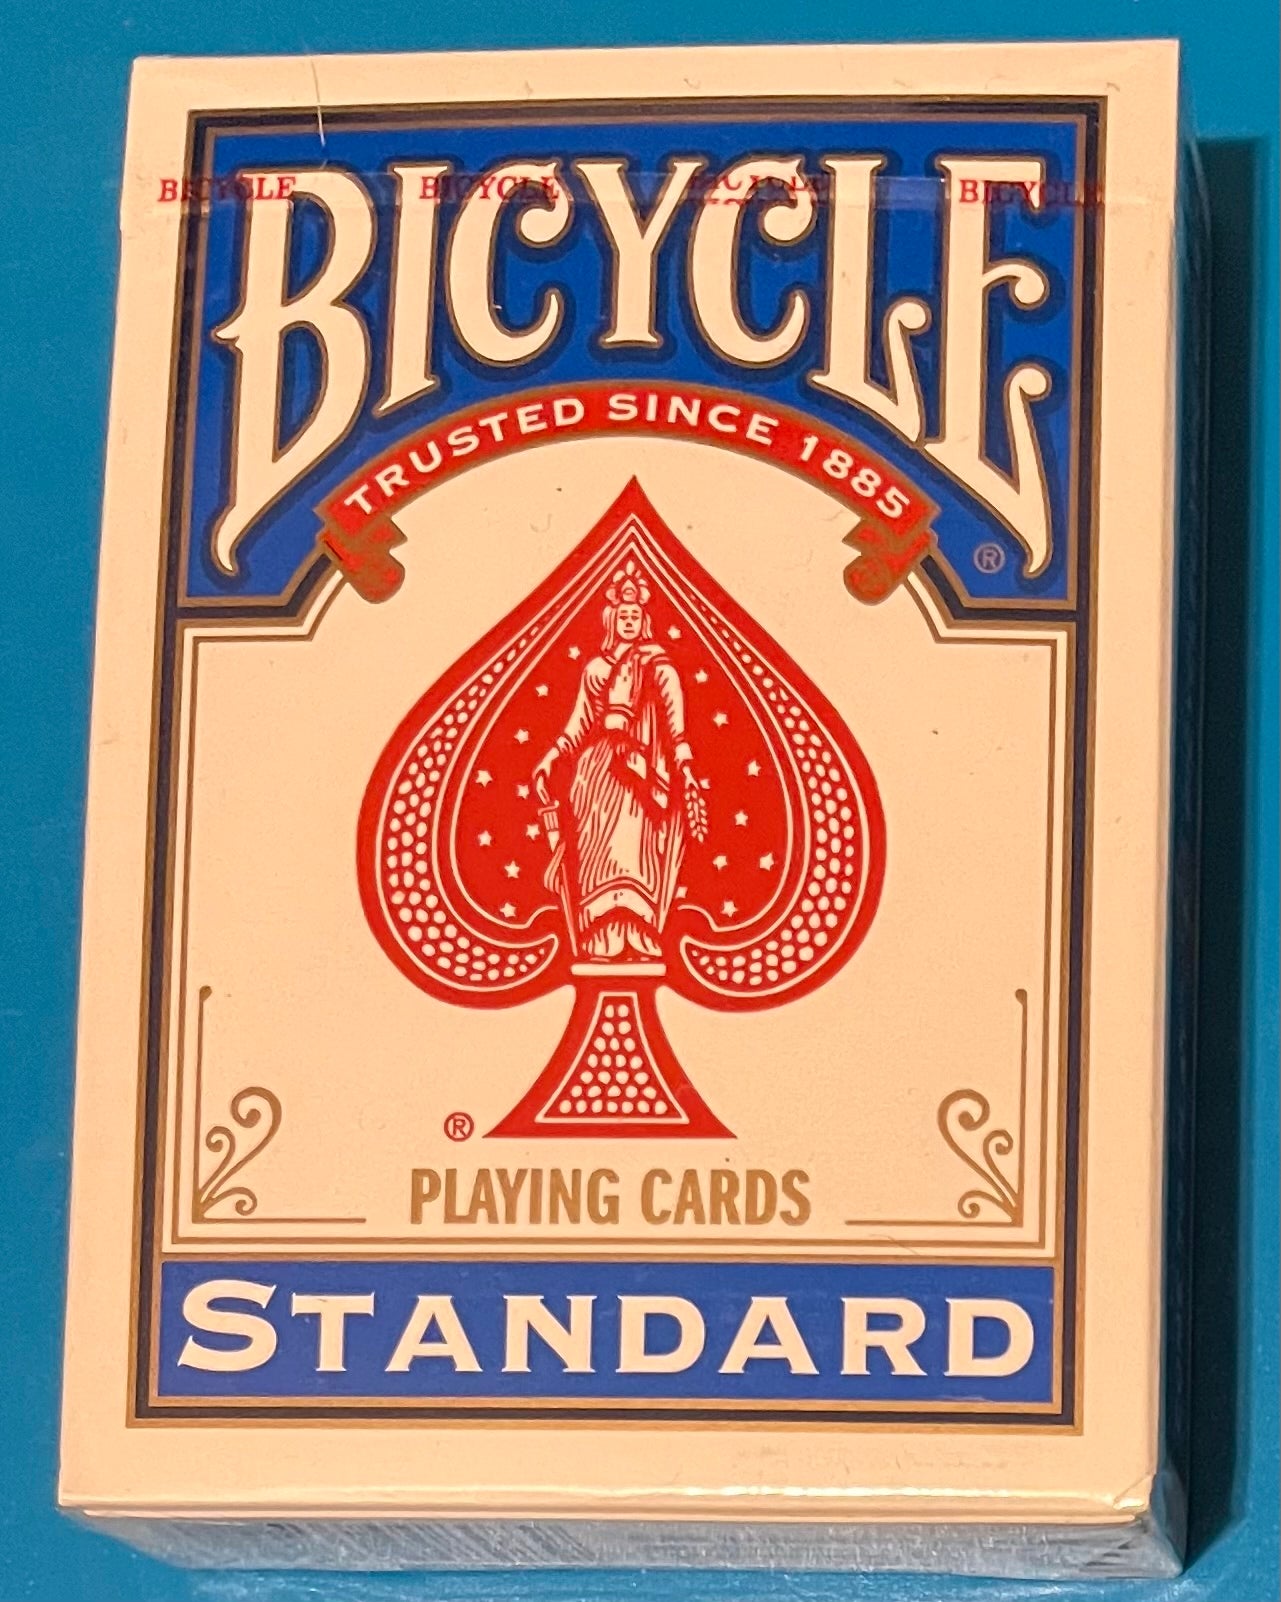 BICYCLE BICYCLE BICYCLE BICYCLE
BICYCLE
TRUSTED SINCE 1885
®
®
PLAYING CARDS
STANDARD